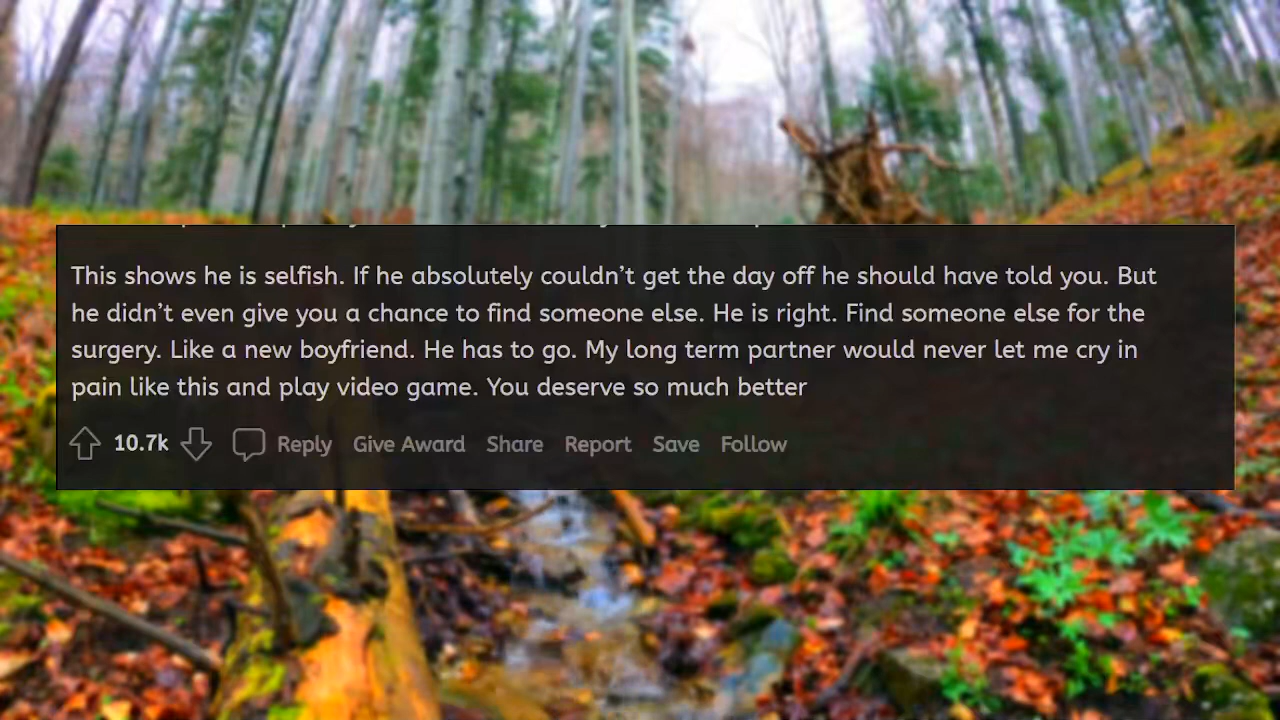 This shows he is selfish. If he absolutely couldn’t get the day off he should have told you. But
he didn’t even give you a chance to find someone else. He is right. Find someone else for the
surgery. Like a new boyfriend. He has to go. My long term partner would never let me cry in
pain like this and play video game. You deserve so much better
10.7k Reply Give Award Share Report Save Follow